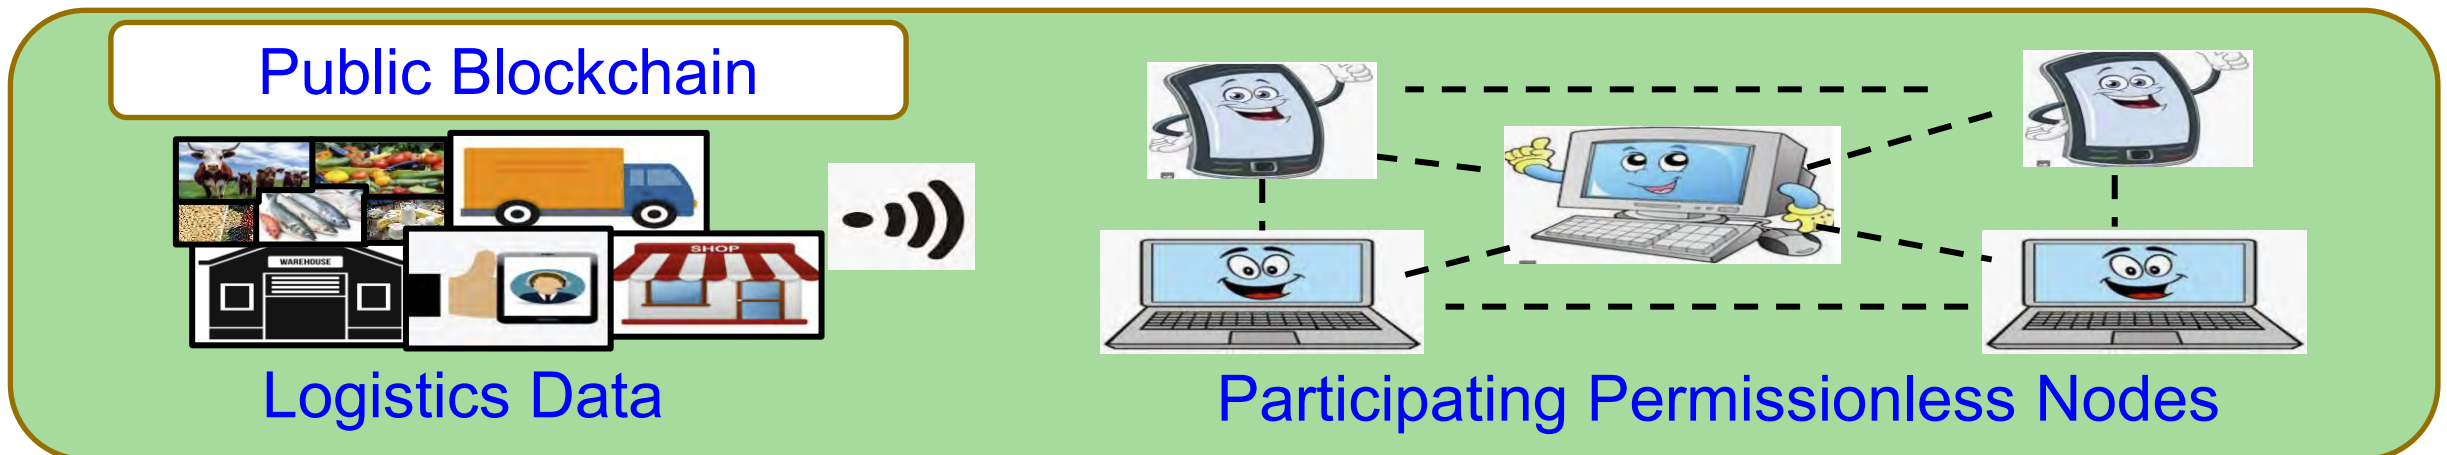 Public Blockchain
SHOP
WAREHOUSE
Logistics Data
Participating Permissionless Nodes